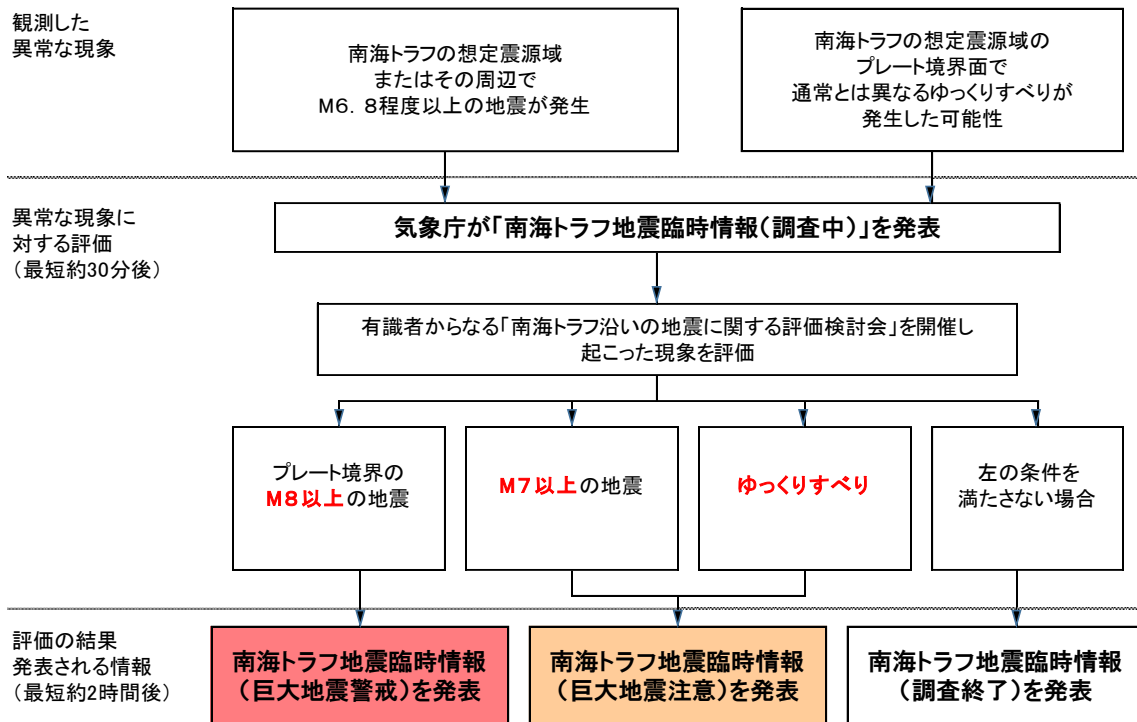 観測した
異常な現象
南海トラフの想定震源域
またはその周辺で
M6．8程度以上の地震が発生
南海トラフの想定震源域の
プレート境界面で
通常とは異なるゆっくりすべりが
発生した可能性
異常な現象に
対する評価
（最短約30分後）
気象庁が「南海トラフ地震臨時情報（調査中）」を発表
有識者からなる「南海トラフ沿いの地震に関する評価検討会」を開催し
起こった現象を評価
プレート境界の
M８以上の地震
M７以上の地震
ゆっくりすべり
左の条件を
満たさない場合
評価の結果
発表される情報
（最短約2時間後）
南海トラフ地震臨時情報
（巨大地震警戒）を発表
南海トラフ地震臨時情報
（巨大地震注意）を発表
南海トラフ地震臨時情報
（調査終了）を発表